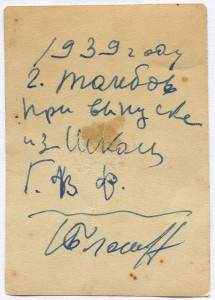 1939 году
г. Тамбов
при выпуске
из Школы
Г. В. Ф.